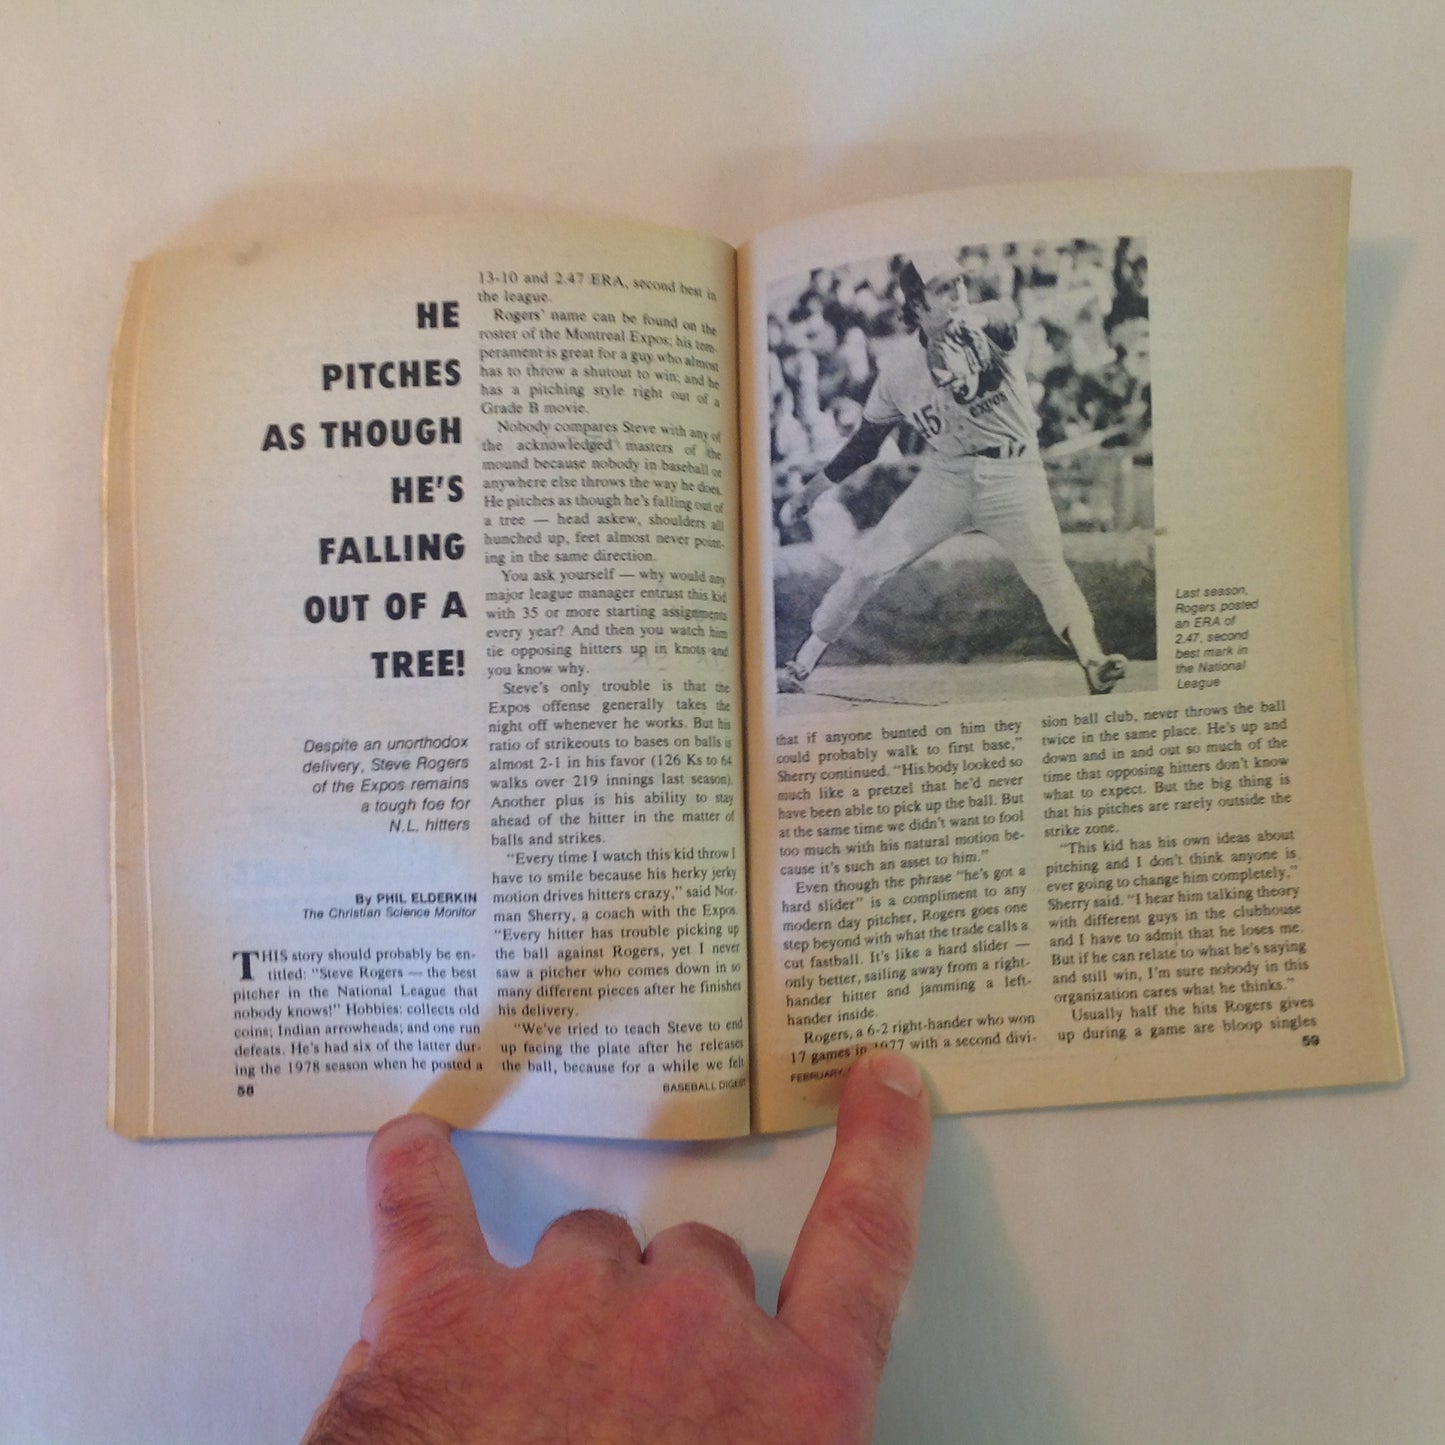 HE
PITCHES
AS THOUGH
HE'S
FALLING
OUT OF A
TREE!
Despite an unorthodox
delivery, Steve Rogers
of the Expos remains
a tough foe for
N.L. hitters
By PHIL ELDERKIN
The Christian Science Monitor
THIS story should probably be en-
titled: "Steve Rogers — the best
pitcher in the National League that
nobody knows!" Hobbies: collects old
coins; Indian arrowheads; and one run
defeats. He's had six of the latter dur-
ing the 1978 season when he posted a
58
13-10 and 2.47 ERA, second best in
the league.
Rogers' name can be found on the
roster of the Montreal Expos; his tem-
perament is great for a guy who almost
has to throw a shutout to win; and he
has a pitching style right out of a
Grade B movie.
Nobody compares Steve with any of
the acknowledged masters of the
mound because nobody in baseball or
anywhere else throws the way he does.
He pitches as though he's falling out of
a tree — head askew, shoulders all
hunched up, feet almost never point-
ing in the same direction.
You ask yourself — why would any
major league manager entrust this kid
with 35 or more starting assignments
every year? And then you watch him
tie opposing hitters up in knots and
you know why.
Steve's only trouble is that the
Expos offense generally takes the
night off whenever he works. But his
ratio of strikeouts to bases on balls is
almost 2-1 in his favor (126 Ks to 64
walks over 219 innings last season).
Another plus is his ability to stay
ahead of the hitter in the matter of
balls and strikes.
"Every time I watch this kid throw I
have to smile because his herky jerky
motion drives hitters crazy," said Nor-
man Sherry, a coach with the Expos.
"Every hitter has trouble picking up
the ball against Rogers, yet I never
saw a pitcher who comes down in so
many different pieces after he finishes
his delivery.
"We've tried to teach Steve to end
up facing the plate after he releases
the ball, because for a while we felt
BASEBALL DIGEST
expos
45
Last season,
Rogers posted
an ERA of
2.47, second
best mark in
the National
League
that if anyone bunted on him they
could probably walk to first base,"
Sherry continued. "His body looked so
much like a pretzel that he'd never
have been able to pick up the ball. But
at the same time we didn't want to fool
too much with his natural motion be-
cause it's such an asset to him."
Even though the phrase "he's got a
hard slider" is a compliment to any
modern day pitcher, Rogers goes one
step beyond with what the trade calls a
cut fastball. It's like a hard slider —
only better, sailing away from a right-
hander hitter and jamming a left-
hander inside.
Rogers, a 6-2 right-hander who won
17 games in 1977 with a second divi-
FEBRUARY,
sion ball club, never throws the ball
twice in the same place. He's up and
down and in and out so much of the
time that opposing hitters don't know
what to expect. But the big thing is
that his pitches are rarely outside the
strike zone.
"This kid has his own ideas about
pitching and I don't think anyone is
ever going to change him completely,"
Sherry said. "I hear him talking theory
with different guys in the clubhouse
and I have to admit that he loses me.
But if he can relate to what he's saying
and still win, I'm sure nobody in this
organization cares what he thinks."
Usually half the hits Rogers gives
up during a game are bloop singles
59